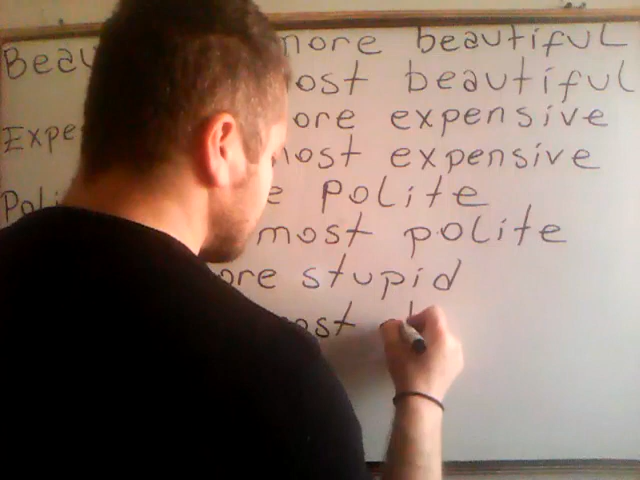 Beau more beautiful
ost beautiful
Expe ore expensive
most expensive
Poli e Polite
most polite
ore stupid
ost